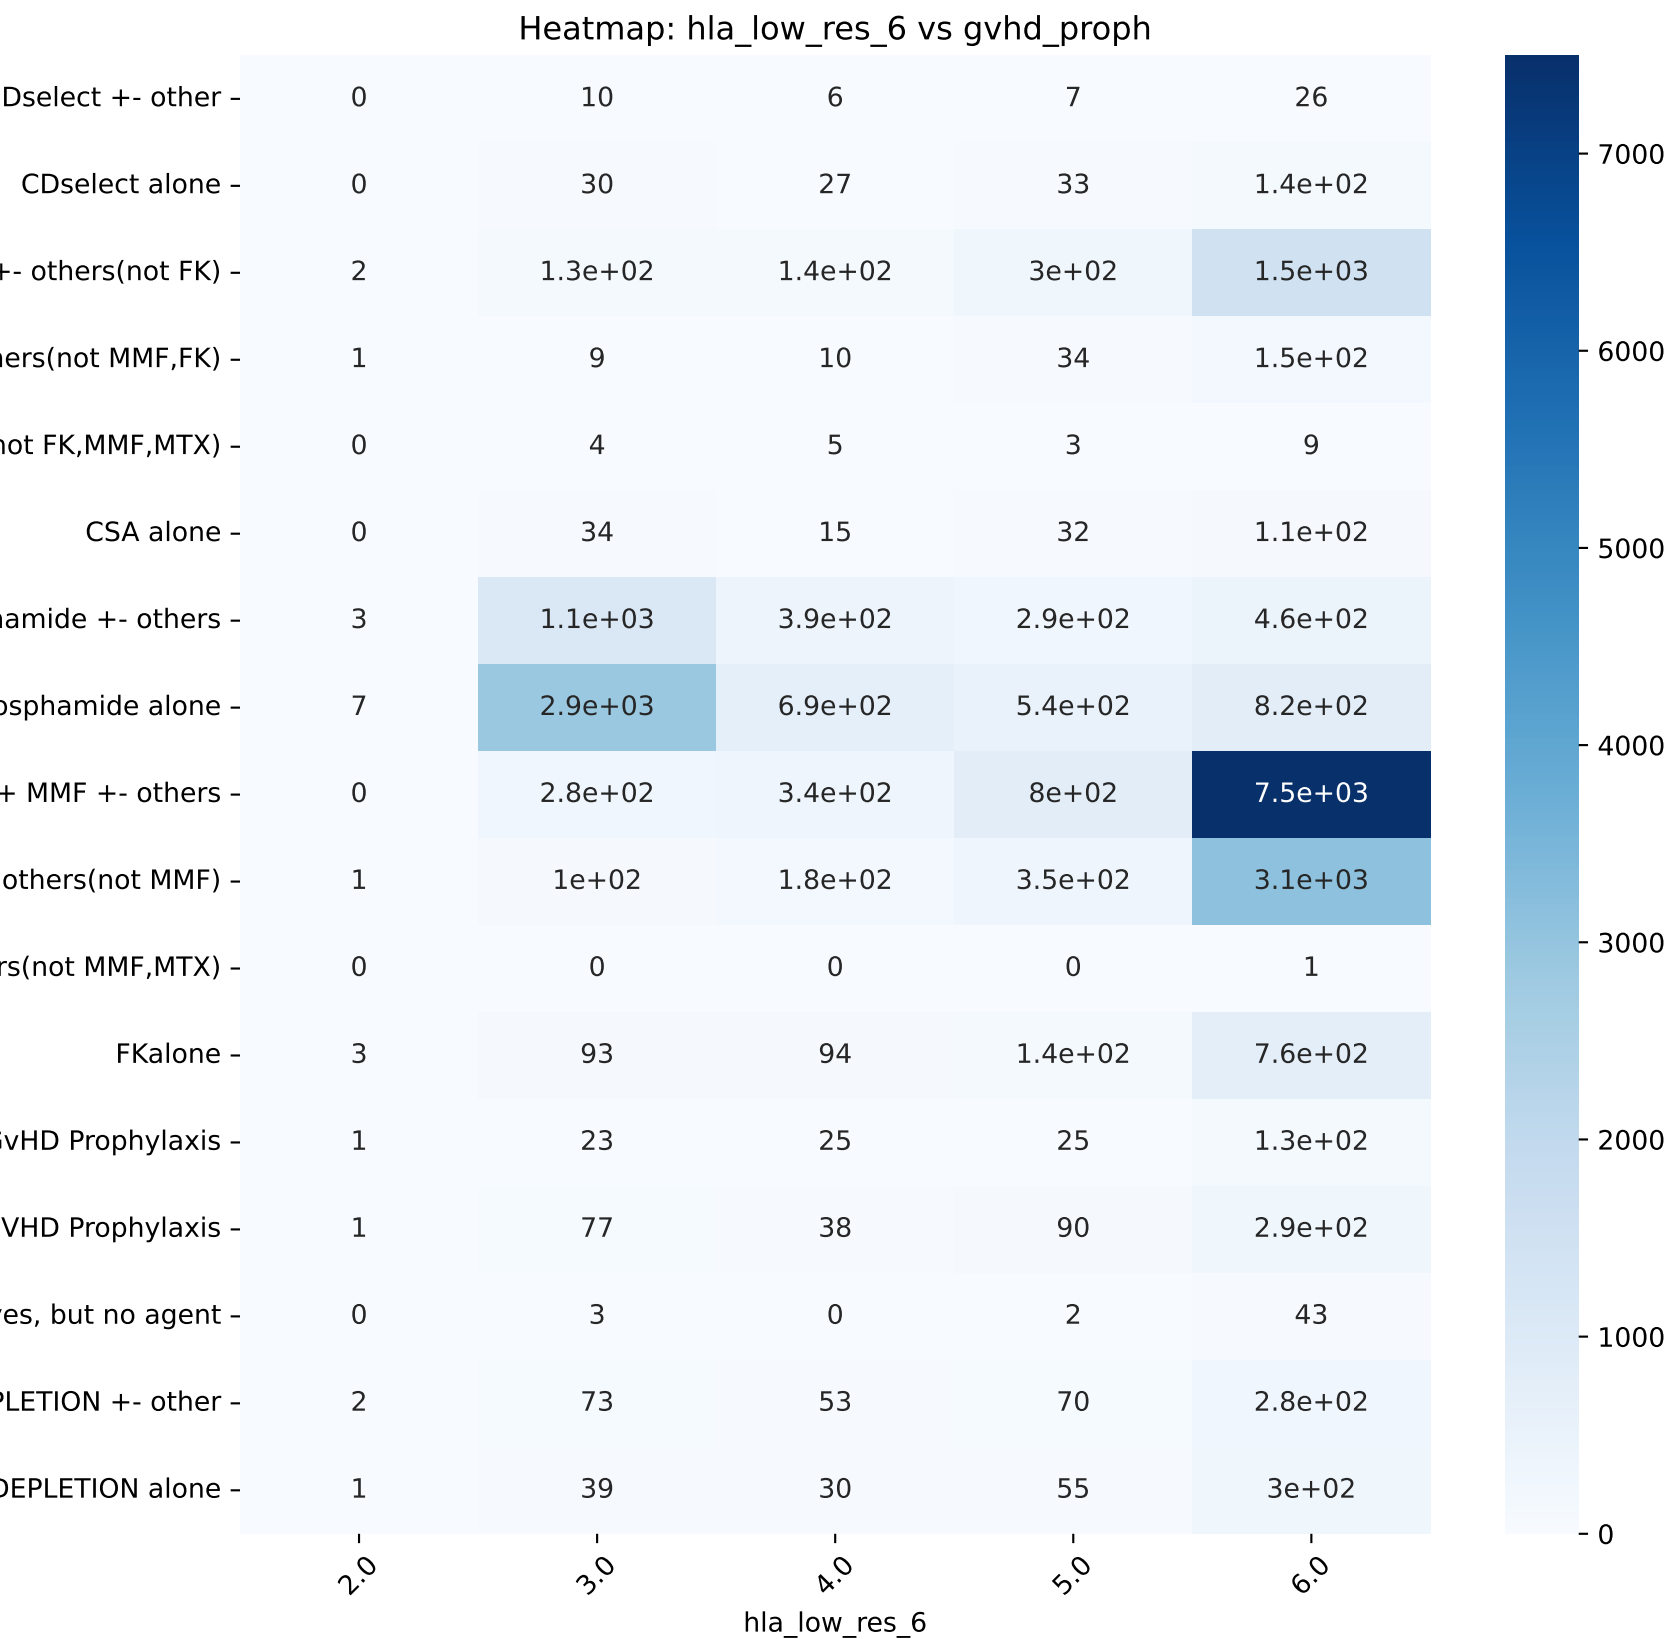 Heatmap: hla_low_res_6 vs gvhd_proph
Dselect +- other 0 10 6 7 26
CDselect alone 0 30 27 33 1.4e+02
+- others(not FK) 2 1.3e+02 1.4e+02 3e+02 1.5e+03
ers(not MMF,FK) 1 9 10 34 1.5e+02
not FK,MMF,MTX) 0 4 5 3 9
CSA alone 0 34 15 32 1.1e+02
amide +- others 3 1.1e+03 3.9e+02 2.9e+02 4.6e+02
osphamide alone 7 2.9e+03 6.9e+02 5.4e+02 8.2e+02
+ MMF +- others 0 2.8e+02 3.4e+02 8e+02 7.5e+03
others(not MMF) 1 1e+02 1.8e+02 3.5e+02 3.1e+03
rs(not MMF,MTX) 0 0 0 0 1
FKalone 3 93 94 1.4e+02 7.6e+02
GvHD Prophylaxis 1 23 25 25 1.3e+02
VHD Prophylaxis 1 77 38 90 2.9e+02
yes, but no agent 0 3 0 2 43
PLETION +- other 2 73 53 70 2.8e+02
DEPLETION alone 1 39 30 55 3e+02
2.0 3.0 4.0 5.0 6.0
hla_low_res_6
7000
6000
5000
4000
3000
2000
1000
0